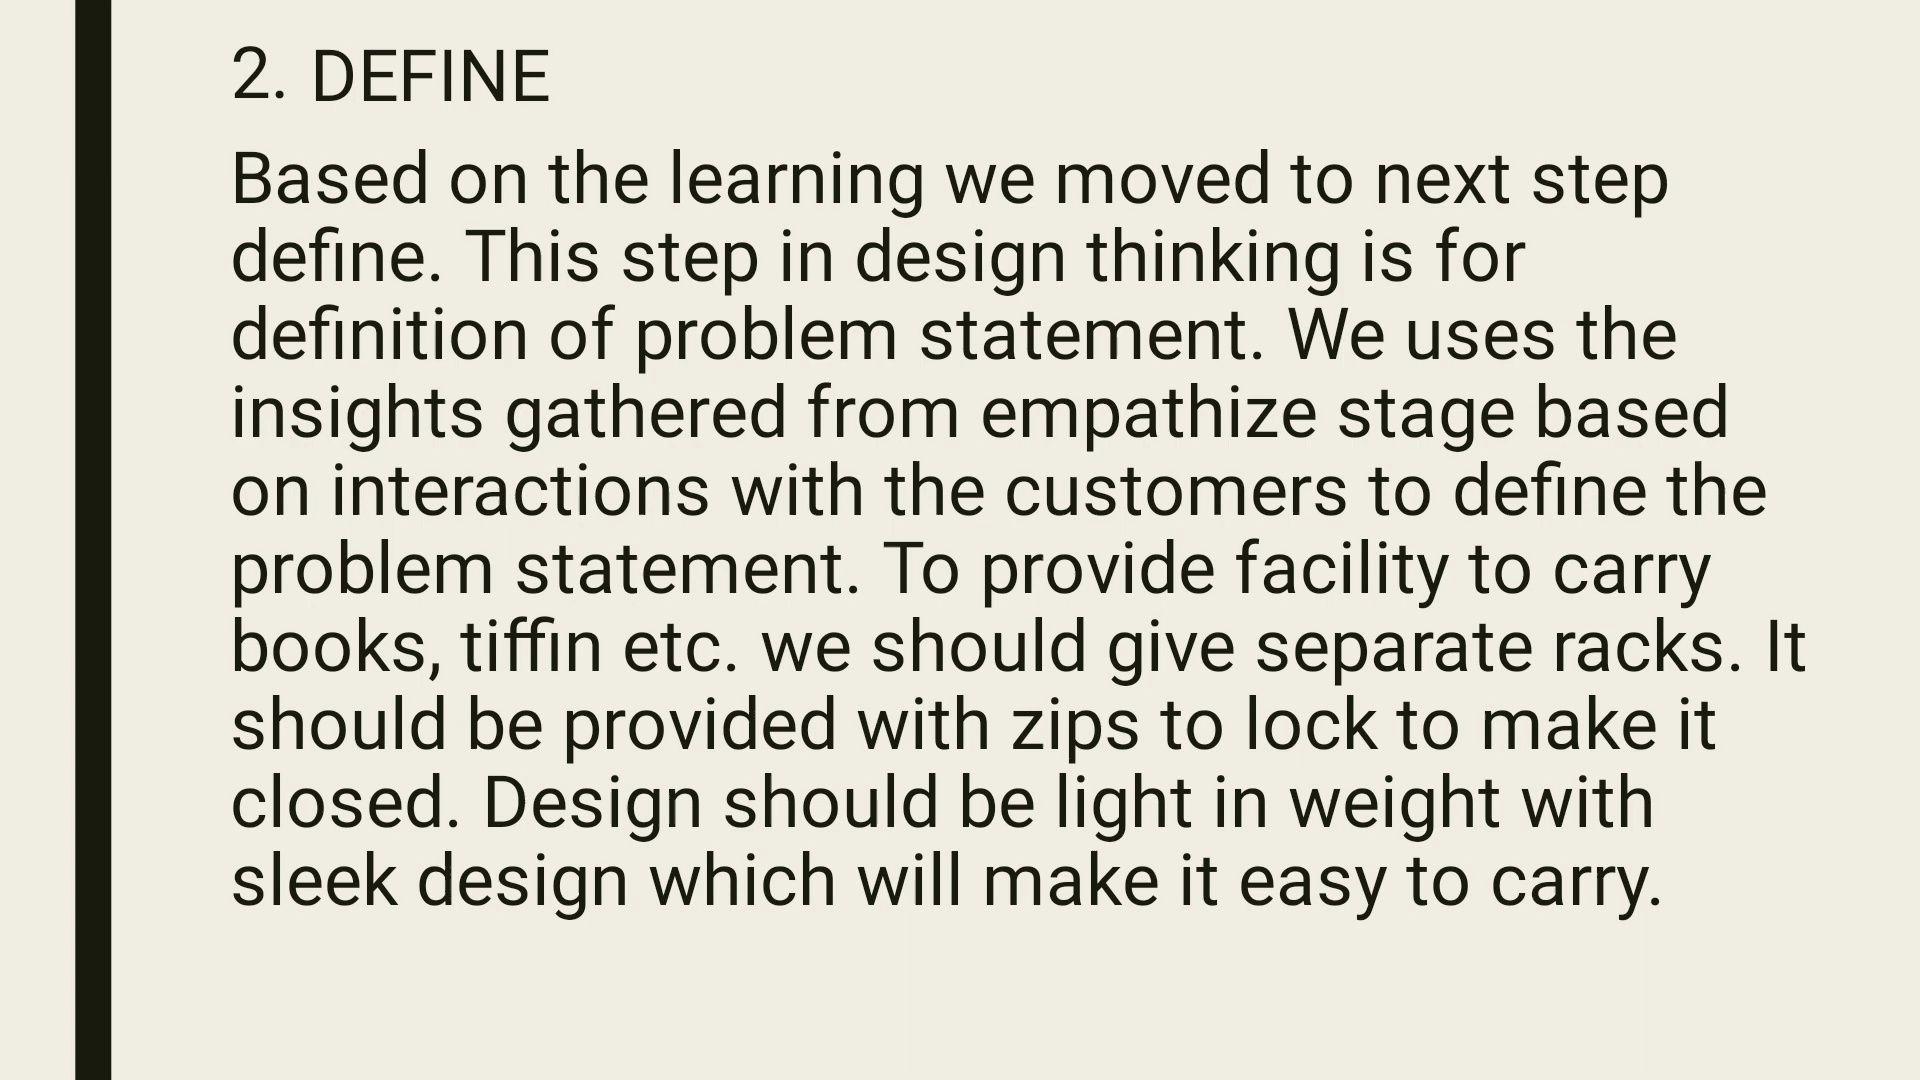 2. DEFINE
Based on the learning we moved to next step
define. This step in design thinking is for
definition of problem statement. We uses the
insights gathered from empathize stage based
on interactions with the customers to define the
problem statement. To provide facility to carry
books, tiffin etc. we should give separate racks. It
should be provided with zips to lock to make it
closed. Design should be light in weight with
sleek design which will make it easy to carry.